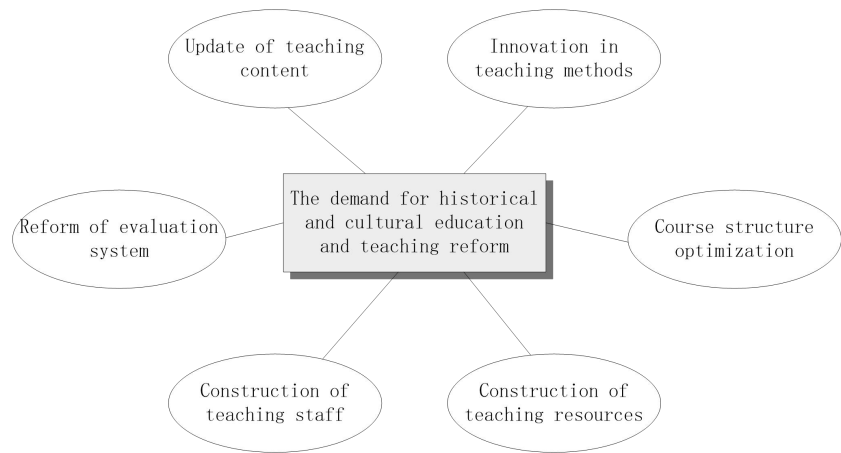 Update of teaching
content
Innovation in
teaching methods
The demand for historical
and cultural education
and teaching reform
Reform of evaluation
system
Course structure
optimization
Construction of
teaching staff
Construction of
teaching resources